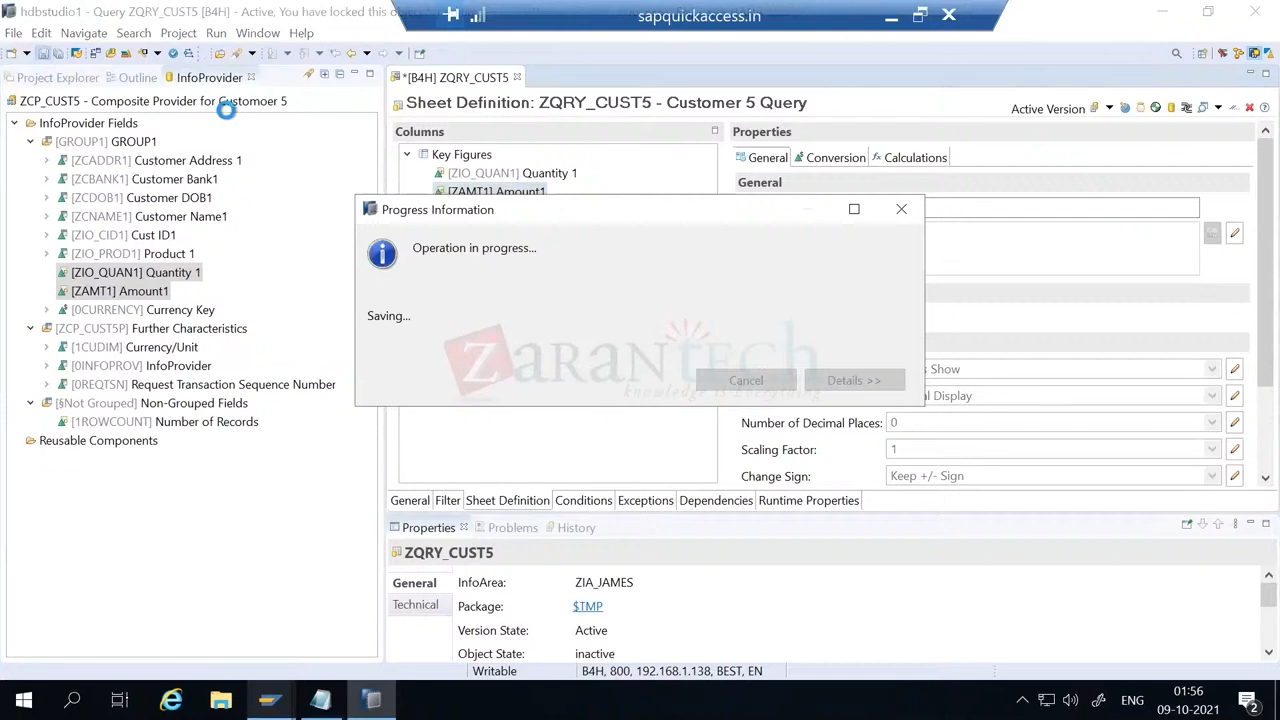 hdbstudio1 - Query ZQRY_CUST5 [B4H] - Active, You have locked this obj
sapquickaccess.in
File Edit Navigate Search Project Run Window Help
Project Explorer Outline InfoProvider
*[B4H] ZQRY_CUST5
ZCP_CUST5 - Composite Provider for Customoer 5
Sheet Definition: ZQRY_CUST5 - Customer 5 Query
Active Version
InfoProvider Fields
[GROUP1] GROUP1
[ZCADDR1] Customer Address 1
[ZCBANK1] Customer Bank1
[ZCDOB1] Customer DOB1
[ZCNAME1] Customer Name1
[ZIO_CID1] Cust ID1
[ZIO_PROD1] Product 1
[ZIO_QUAN1] Quantity 1
[ZAMT1] Amount1
[0CURRENCY] Currency Key
[ZCP_CUST5P] Further Characteristics
[1CUDIM] Currency/Unit
[0INFOPROV] InfoProvider
[0REQTSN] Request Transaction Sequence Number
[§Not Grouped] Non-Grouped Fields
[1ROWCOUNT] Number of Records
Reusable Components
Columns
Key Figures
[ZIO_QUAN1] Quantity 1
[ZAMT1] Amount1
Properties
General Conversion Calculations
General
Progress Information
Operation in progress...
Saving...
Cancel Details >>
zarantech
knowledge is Everything
s Show
al Display
Number of Decimal Places: 0
Scaling Factor: 1
Change Sign: Keep +/- Sign
General Filter Sheet Definition Conditions Exceptions Dependencies Runtime Properties
Properties Problems History
ZQRY_CUST5
General
Technical
InfoArea: ZIA_JAMES
Package: $TMP
Version State: Active
Object State: inactive
Writable B4H, 800, 192.168.1.138, BEST, EN
ENG
01:56
09-10-2021
2